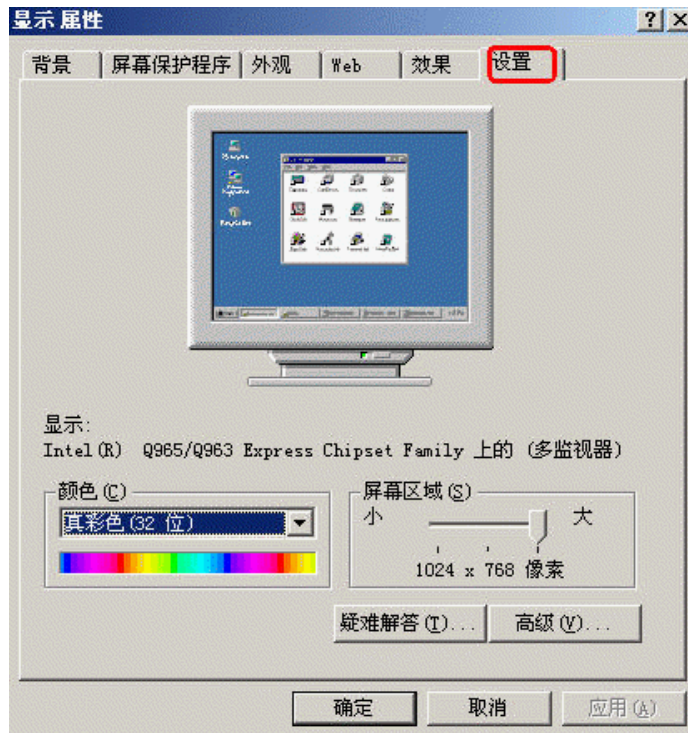 显示 属性
背景 屏幕保护程序 外观 Web 效果 设置
显示:
Intel(R) Q965/Q963 Express Chipset Family 上的 (多监视器)
颜色(C) 屏幕区域(S)
真彩色(32 位) 小 大
1024 x 768 像素
疑难解答(T)... 高级(V)...
确定 取消 应用(A)